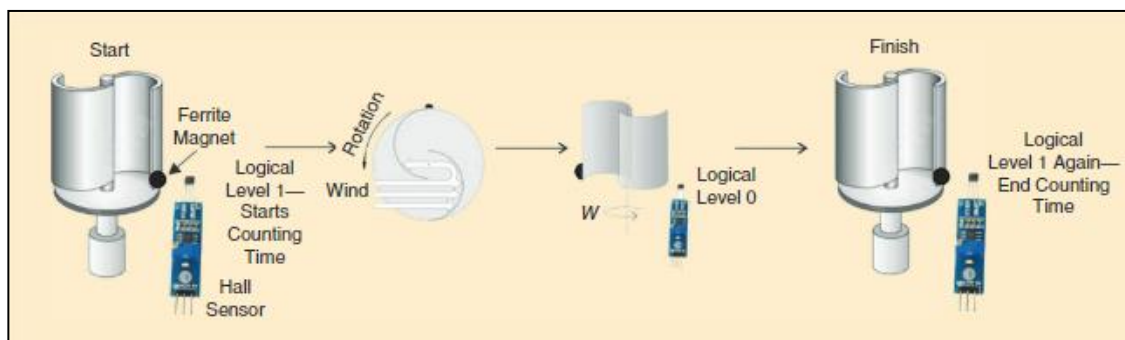 Start
Ferrite
Magnet
Logical
Level 1—
Starts
Counting
Time
Hall
Sensor
Rotation
Wind
W
Logical
Level 0
Finish
Logical
Level 1 Again—
End Counting
Time